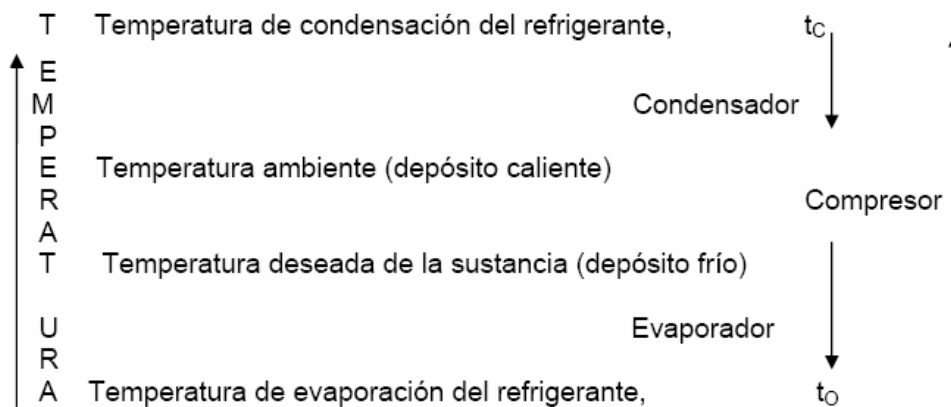 T Temperatura de condensación del refrigerante, tC
E
M Condensador
P
E Temperatura ambiente (depósito caliente)
R Compresor
A
T Temperatura deseada de la sustancia (depósito frío)
U Evaporador
R
A Temperatura de evaporación del refrigerante, tO